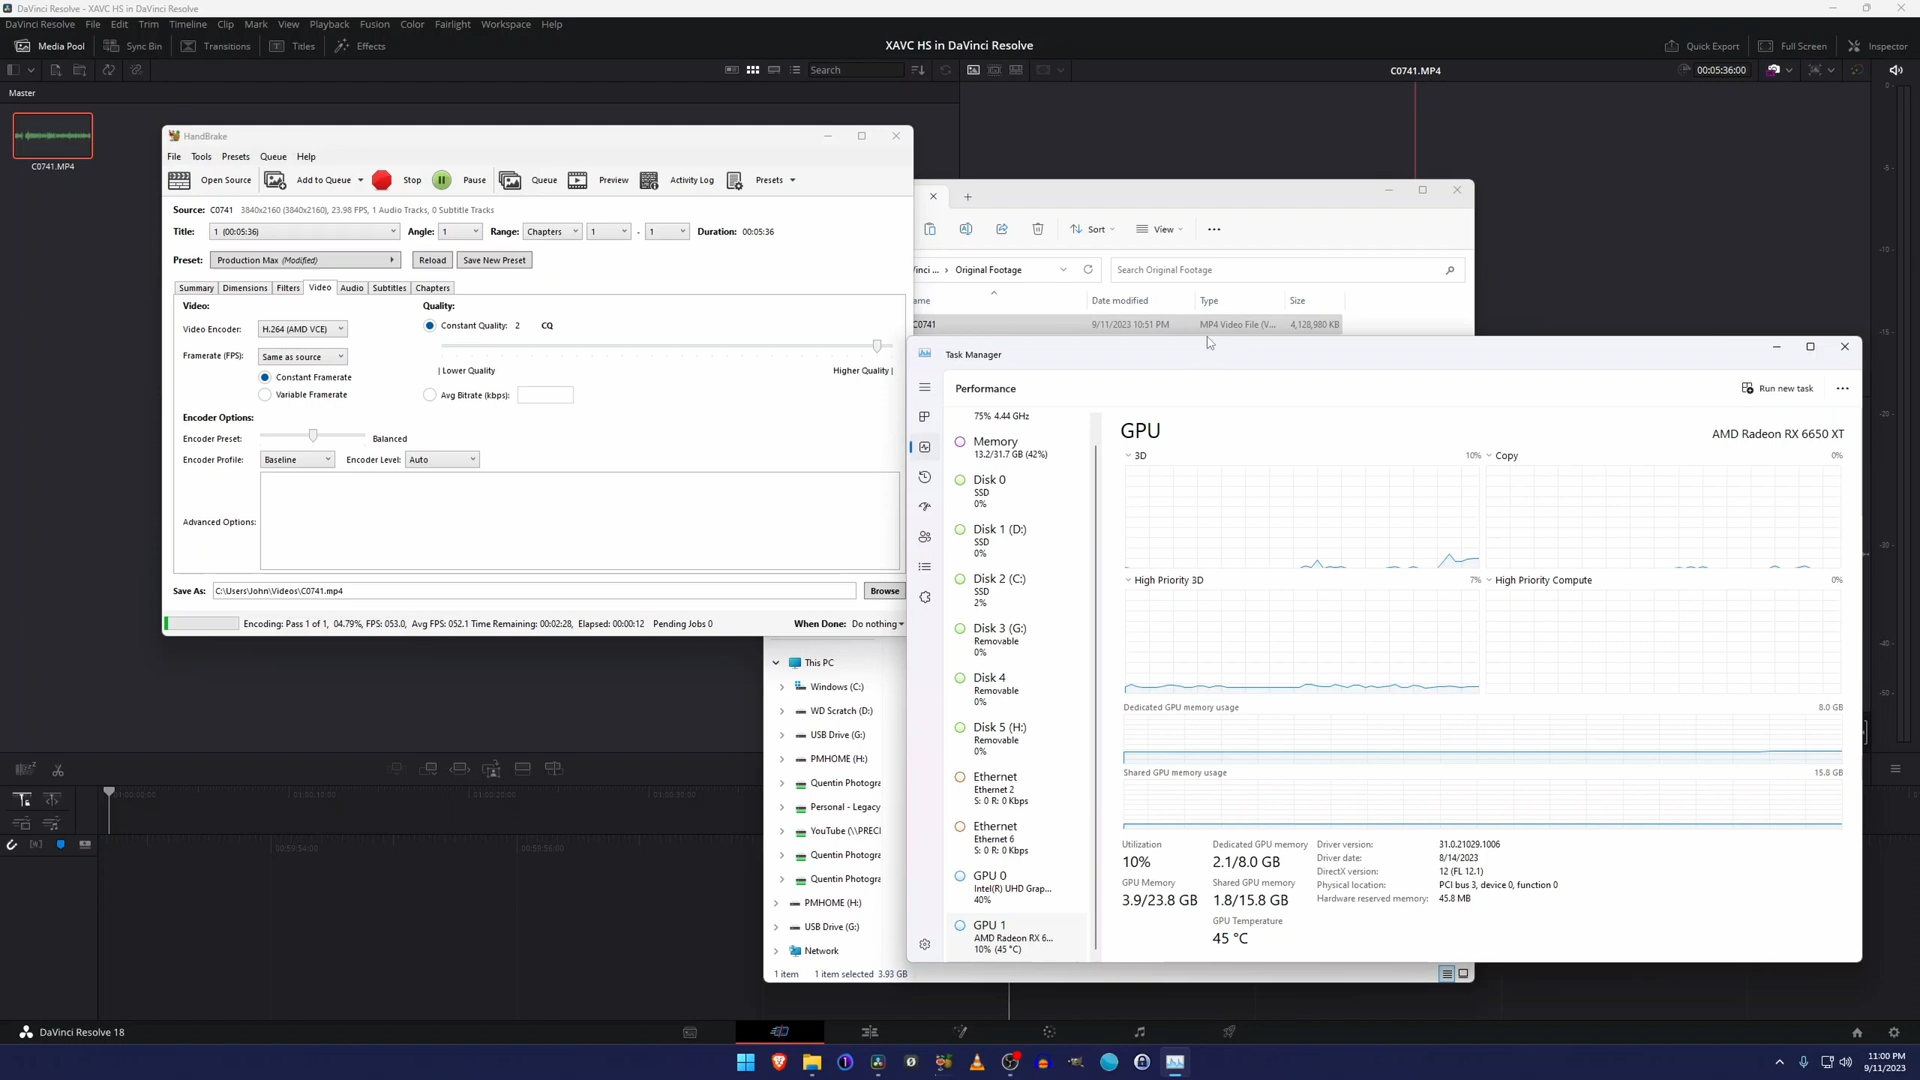 DaVinci Resolve - XAVC HS in DaVinci Resolve
DaVinci Resolve File Edit Trim Timeline Clip Mark View Playback Fusion Color Fairlight Workspace Help
Media Pool Sync Bin Transitions Titles Effects
XAVC HS in DaVinci Resolve
Quick Export Full Screen Inspector
Search
C0741.MP4
00:05:36:00
Master
C0741.MP4
HandBrake
File Tools Presets Queue Help
Open Source Add to Queue Stop Pause Queue Preview Activity Log Presets
Source: C0741 3840x2160 (3840x2160), 23.98 FPS, 1 Audio Tracks, 0 Subtitle Tracks
Title: 1 (00:05:36) Angle: 1 Range: Chapters 1 - 1 Duration: 00:05:36
Preset: Production Max (Modified) Reload Save New Preset
Summary Dimensions Filters Video Audio Subtitles Chapters
Video:
Quality:
Video Encoder: H.264 (AMD VCE)
Constant Quality: 2 CQ
Framerate (FPS): Same as source
| Lower Quality Higher Quality |
Constant Framerate
Variable Framerate
Avg Bitrate (kbps):
Encoder Options:
Encoder Preset: Balanced
Encoder Profile: Baseline Encoder Level: Auto
Advanced Options:
Save As: C:\Users\John\Videos\C0741.mp4 Browse
Encoding: Pass 1 of 1, 04.79%, FPS: 053.0, Avg FPS: 052.1 Time Remaining: 00:02:28, Elapsed: 00:00:12 Pending Jobs 0
When Done: Do nothing
Sort View
Original Footage
Search Original Footage
Date modified Type Size
C0741 9/11/2023 10:51 PM MP4 Video File (V... 4,128,980 KB
This PC
Windows (C:)
WD Scratch (D:)
USB Drive (G:)
PMHOME (H:)
Quentin Photogra
Personal - Legacy
YouTube (\\PRECI
Quentin Photogra
Quentin Photogra
PMHOME (H:)
USB Drive (G:)
Network
1 item 1 item selected 3.93 GB
Task Manager
Performance
Run new task
75% 4.44 GHz
Memory
13.2/31.7 GB (42%)
Disk 0
SSD
0%
Disk 1 (D:)
SSD
0%
Disk 2 (C:)
SSD
2%
Disk 3 (G:)
Removable
0%
Disk 4
Removable
0%
Disk 5 (H:)
Removable
0%
Ethernet
Ethernet 2
S: 0 R: 0 Kbps
Ethernet
Ethernet 6
S: 0 R: 0 Kbps
GPU 0
Intel(R) UHD Grap...
40%
GPU 1
AMD Radeon RX 6...
10% (45 °C)
GPU
AMD Radeon RX 6650 XT
3D 10%
Copy 0%
High Priority 3D 7%
High Priority Compute 0%
Dedicated GPU memory usage 8.0 GB
Shared GPU memory usage 15.8 GB
Utilization
10%
Dedicated GPU memory
2.1/8.0 GB
GPU Memory
3.9/23.8 GB
Shared GPU memory
1.8/15.8 GB
GPU Temperature
45 °C
Driver version: 31.0.21029.1006
Driver date: 8/14/2023
DirectX version: 12 (FL 12.1)
Physical location: PCI bus 3, device 0, function 0
Hardware reserved memory: 45.8 MB
DaVinci Resolve 18
11:00 PM
9/11/2023